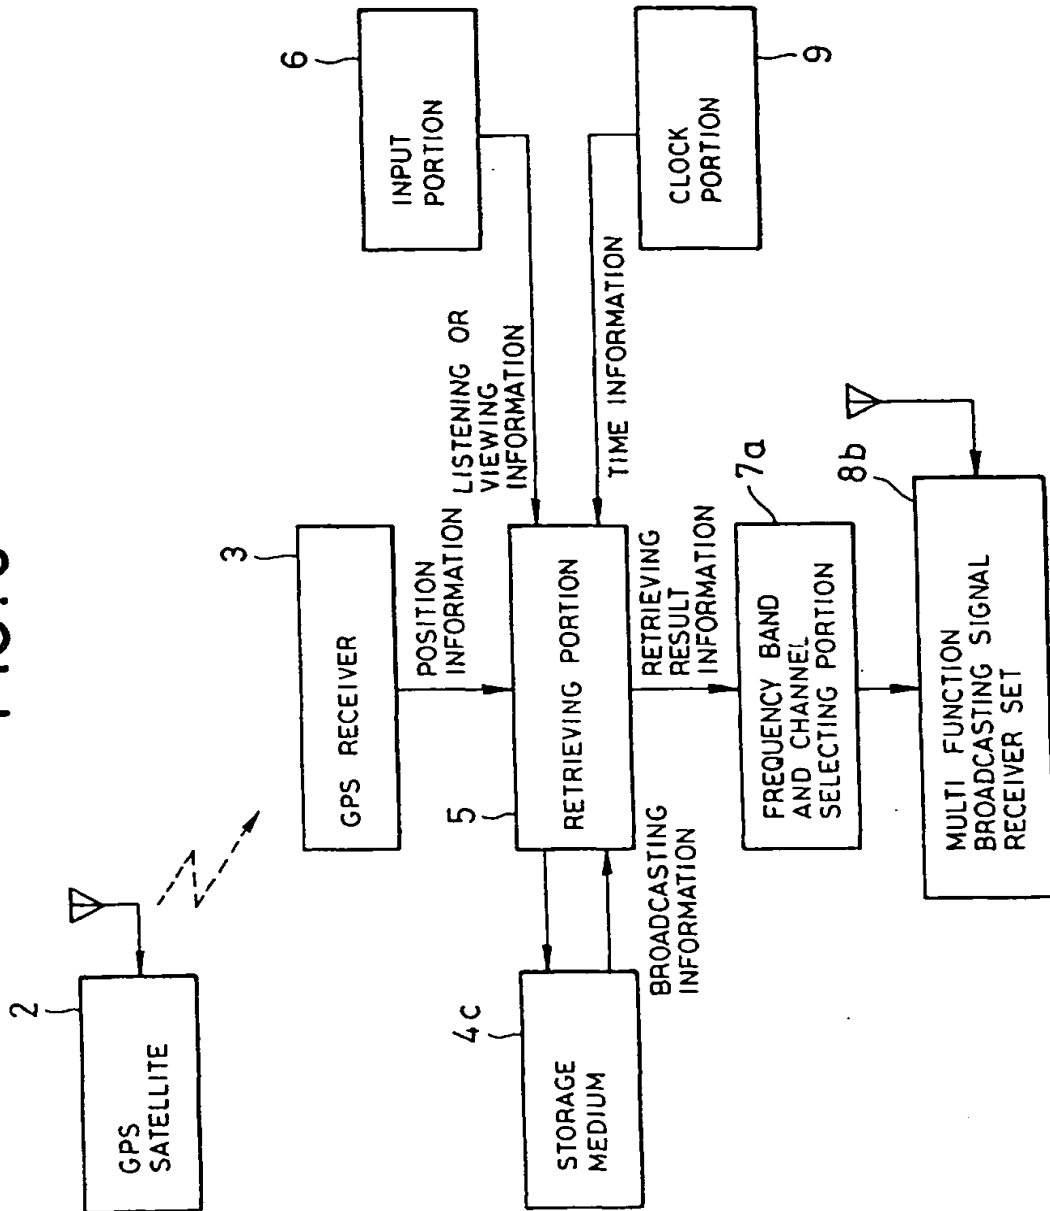 FIG.
2
GPS
SATELLITE
3
GPS RECEIVER
6
INPUT
PORTION
POSITION
INFORMATION
LISTENING OR
VIEWING
INFORMATION
4c
STORAGE
MEDIUM
5
RETRIEVING PORTION
BROADCASTING
INFORMATION
TIME INFORMATION
RETRIEVING
RESULT
INFORMATION
CLOCK
PORTION
9
7a
FREQUENCY BAND
AND CHANNEL
SELECTING PORTION
8b
MULTI FUNCTION
BROADCASTING SIGNAL
RECEIVER SET